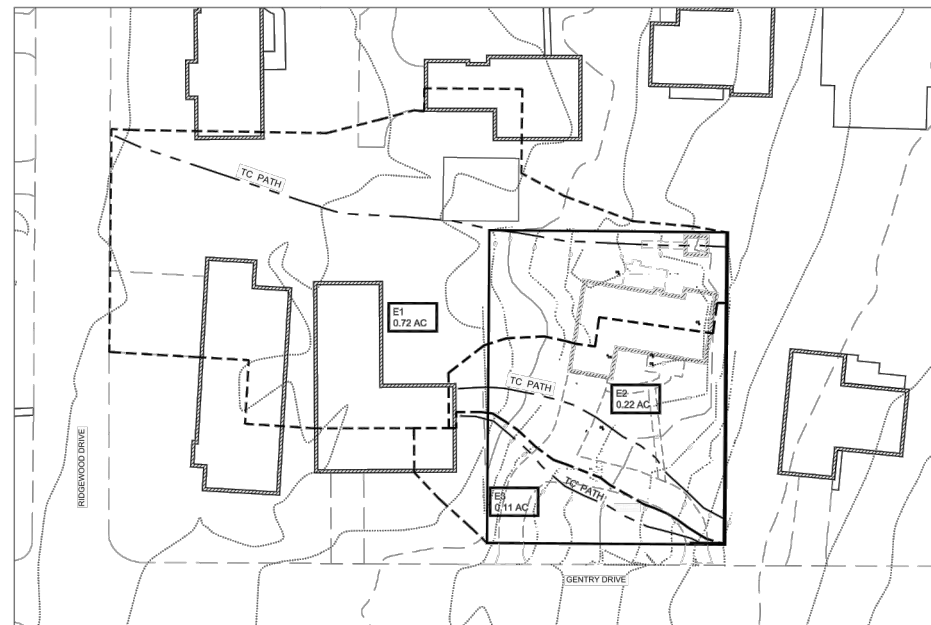 TC PATH
E1
0.72 AC
TC PATH
E2
0.22 AC
RIDGEWOOD DRIVE
TC PATH
E3
0.11 AC
GENTRY DRIVE